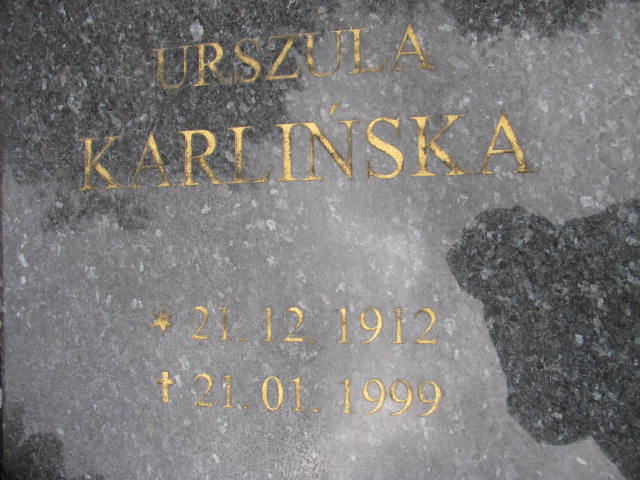 URSZULA
KARLIŃSKA
* 21.12.1912
† 21.01.1999